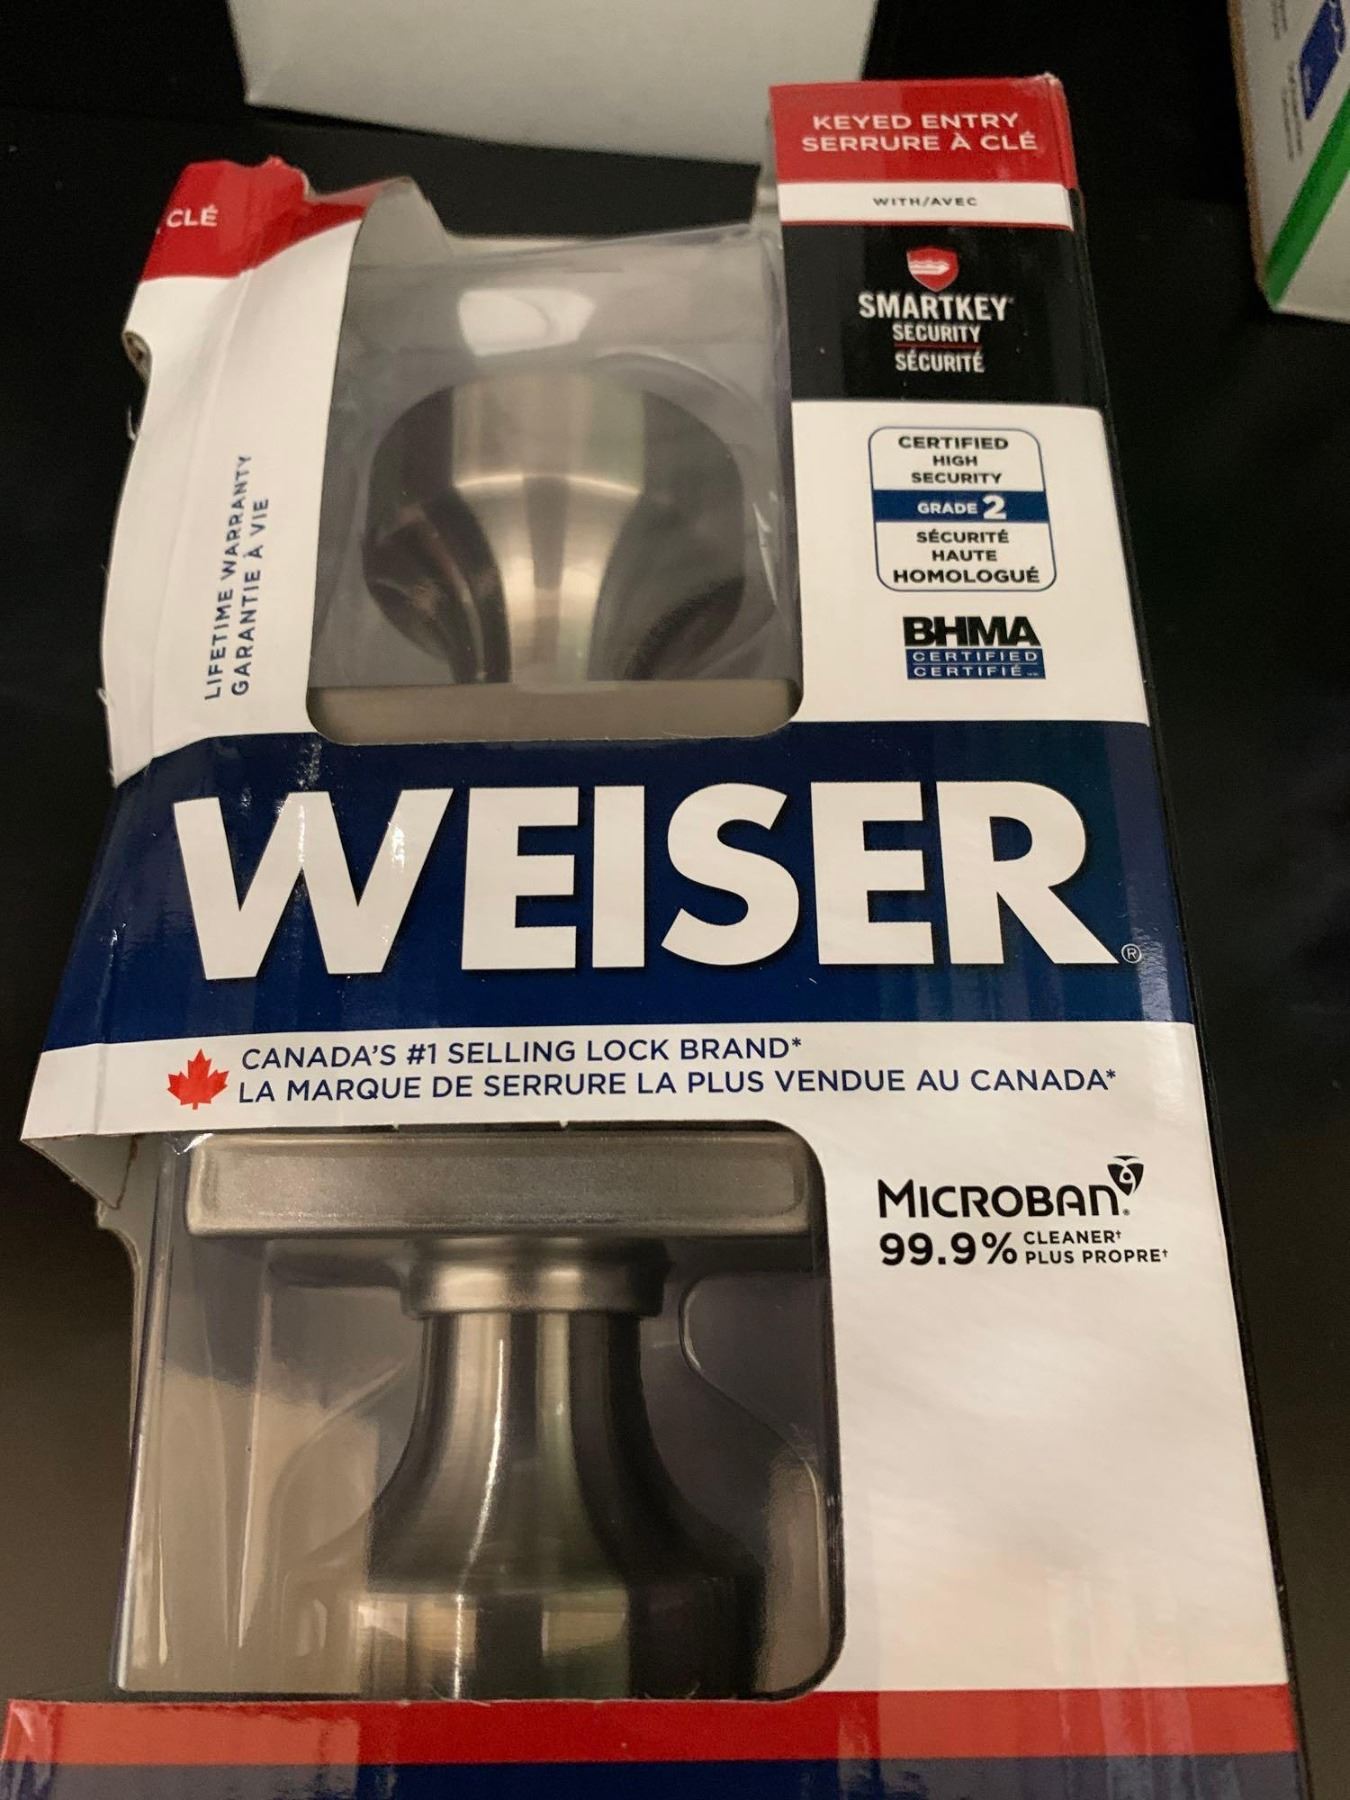 KEYED ENTRY
SERRURE À CLÉ
WITH/AVEC
SMARTKEY
SECURITY
SÉCURITÉ
CLÉ
LIFETIME WARRANTY
GARANTIE À VIE
CERTIFIED
HIGH
SECURITY
GRADE 2
SÉCURITÉ
HAUTE
HOMOLOGUÉ
BHMA
CERTIFIED
CERTIFIÉ
WEISER®
CANADA'S #1 SELLING LOCK BRAND*
LA MARQUE DE SERRURE LA PLUS VENDUE AU CANADA*
MICROBAN®
99.9% CLEANER†
PLUS PROPRE†